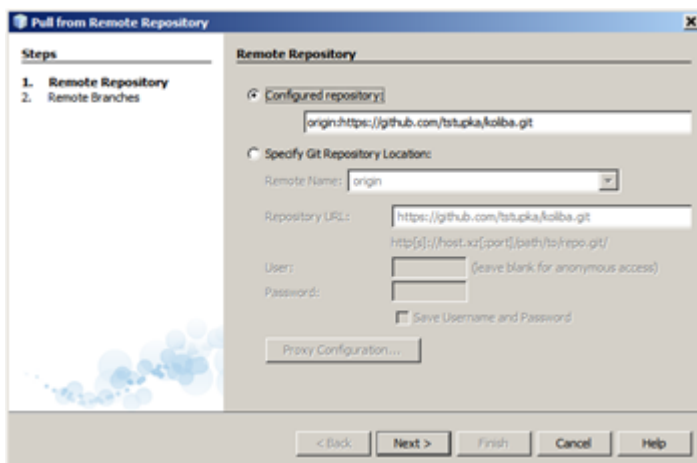 Pull from Remote Repository
Steps
1. Remote Repository
2. Remote Branches
Remote Repository
Configured repository:
origin:https://github.com/tstupka/koliba.git
Specify Git Repository Location:
Remote Name: origin
Repository URL: https://github.com/tstupka/koliba.git
http[s]://host.xz[:port]/path/to/repo.git/
User: (leave blank for anonymous access)
Password:
Save Username and Password
Proxy Configuration...
< Back Next > Finish Cancel Help